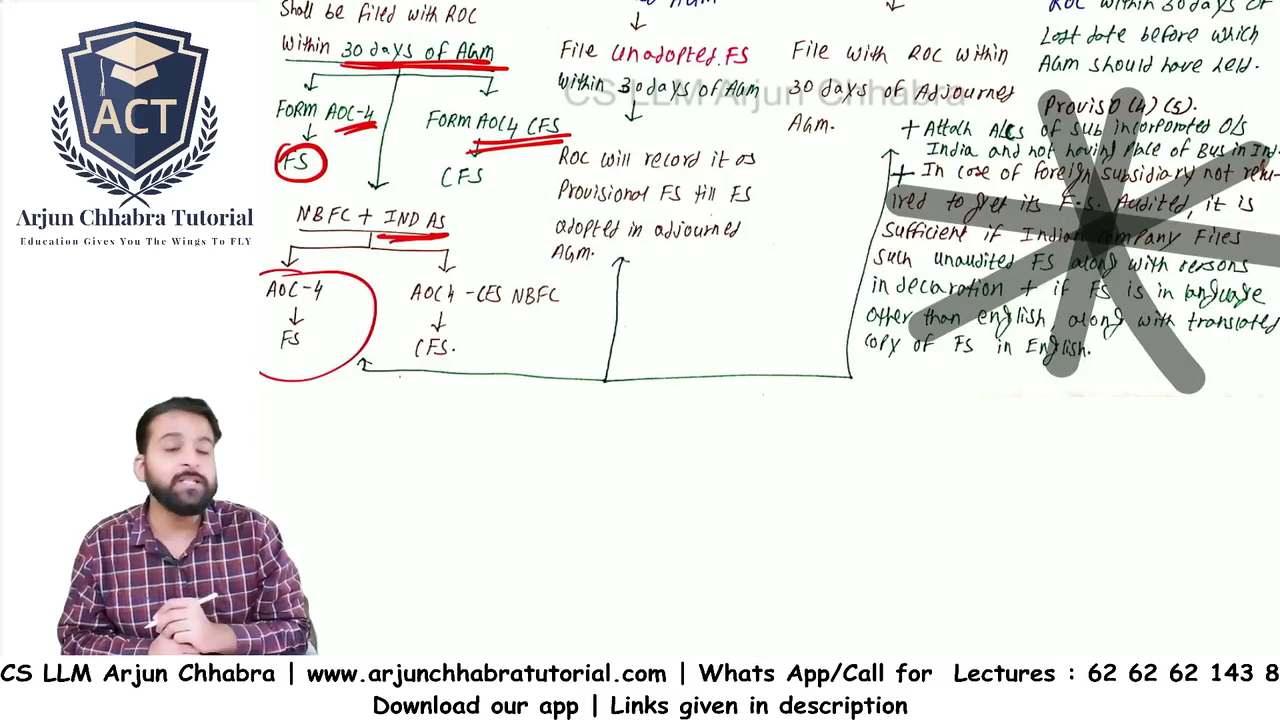 Shall be filed with ROC
Within 30 days of AGM
FORM AOC-4
FS
FORM AOC4 CFS
CFS
NBFC + IND AS
AOC-4
FS
AOC4 -CFS NBFC
CFS.
AGM
File Unadopted FS
Within 30 days of AGM
ROC will record it as
Provisional FS till FS
adopted in adjourned
AGM.
File with ROC Within
30 days of Adjourned
AGM.
ROC within 30 days of
Last date before which
AGM should have held.
Proviso (4) (5).
+ Attach A/Cs of sub incorporated O/s
India and not having Place of Bus in Ind.
+ In case of foreign subsidiary not requ-
ired to get its F.S. Audited, it is
sufficient if Indian company Files
such unaudited FS along with reasons
in decaration + if FS is in language
other than english, along with translated
copy of FS in English.
CS LLM Arjun Chhabra
ACT
Arjun Chhabra Tutorial
Education Gives You The Wings To FLY
CS LLM Arjun Chhabra | www.arjunchhabratutorial.com | Whats App/Call for Lectures : 62 62 62 143 8
Download our app | Links given in description